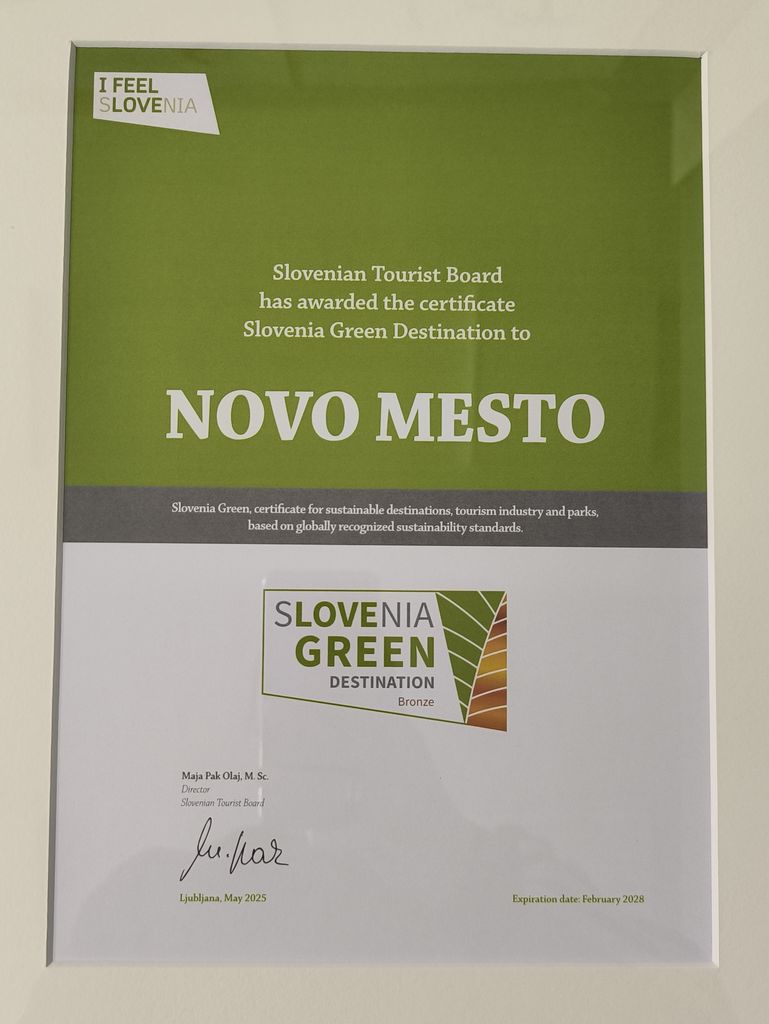 I FEEL
SLOVENIA
Slovenian Tourist Board
has awarded the certificate
Slovenia Green Destination to
NOVO MESTO
Slovenia Green, certificate for sustainable destinations, tourism industry and parks,
based on globally recognized sustainability standards.
SLOVENIA
GREEN
DESTINATION
Bronze
Maja Pak Olaj, M. Sc.
Director
Slovenian Tourist Board
M. Pak
Ljubljana, May 2025
Expiration date: February 2028